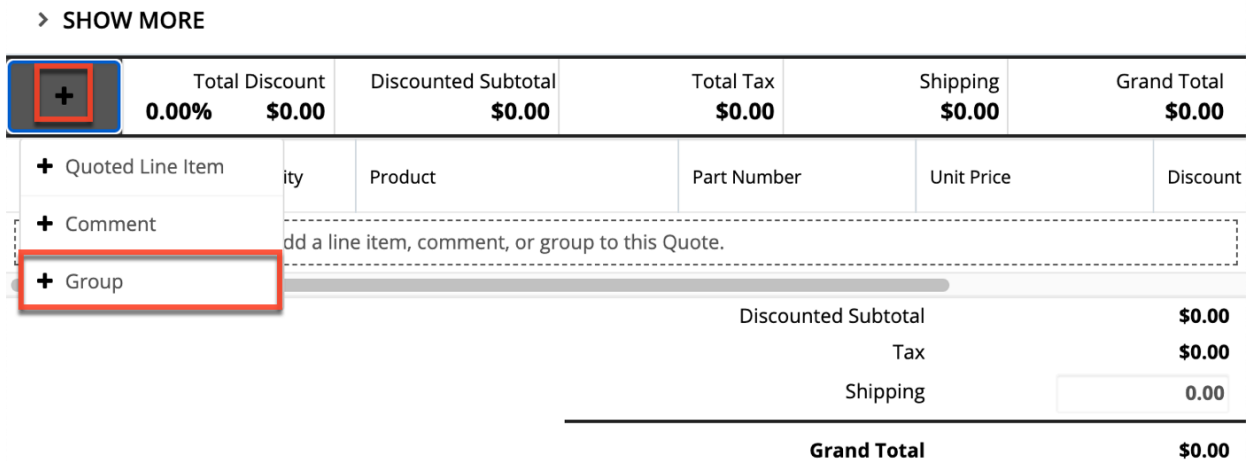 SHOW MORE
Total Discount Discounted Subtotal Total Tax Shipping Grand Total
0.00% $0.00 $0.00 $0.00 $0.00 $0.00
+ Quoted Line Item
ity Product Part Number Unit Price Discount
+ Comment
dd a line item, comment, or group to this Quote.
+ Group
Discounted Subtotal $0.00
Tax $0.00
Shipping 0.00
Grand Total $0.00